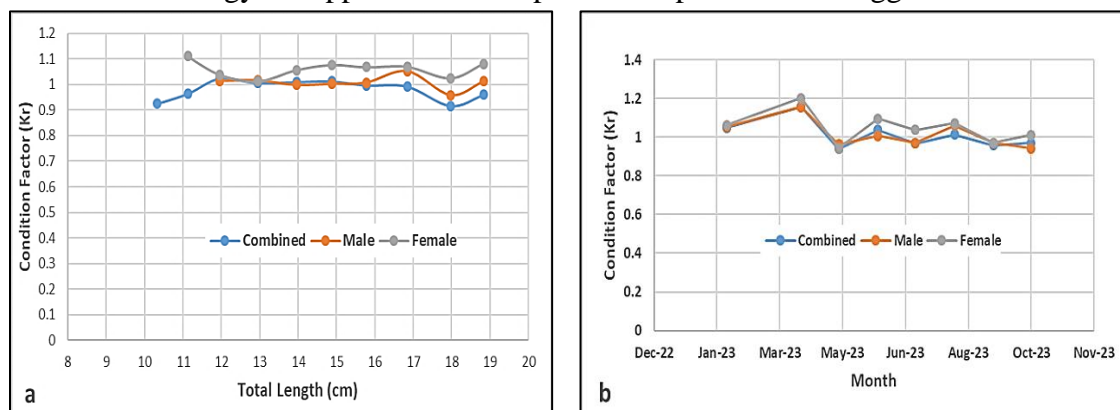 1.2
1.1
1
0.9
0.8
0.7
0.6
0.5
0.4
0.3
0.2
0.1
0
Condition Factor (Kr)
Combined Male Female
8 9 10 11 12 13 14 15 16 17 18 19 20
Total Length (cm)
a
1.4
1.2
1
0.8
0.6
0.4
0.2
0
Condition Factor (Kr)
Combined Male Female
Dec-22 Jan-23 Mar-23 May-23 Jun-23 Aug-23 Oct-23 Nov-23
Month
b